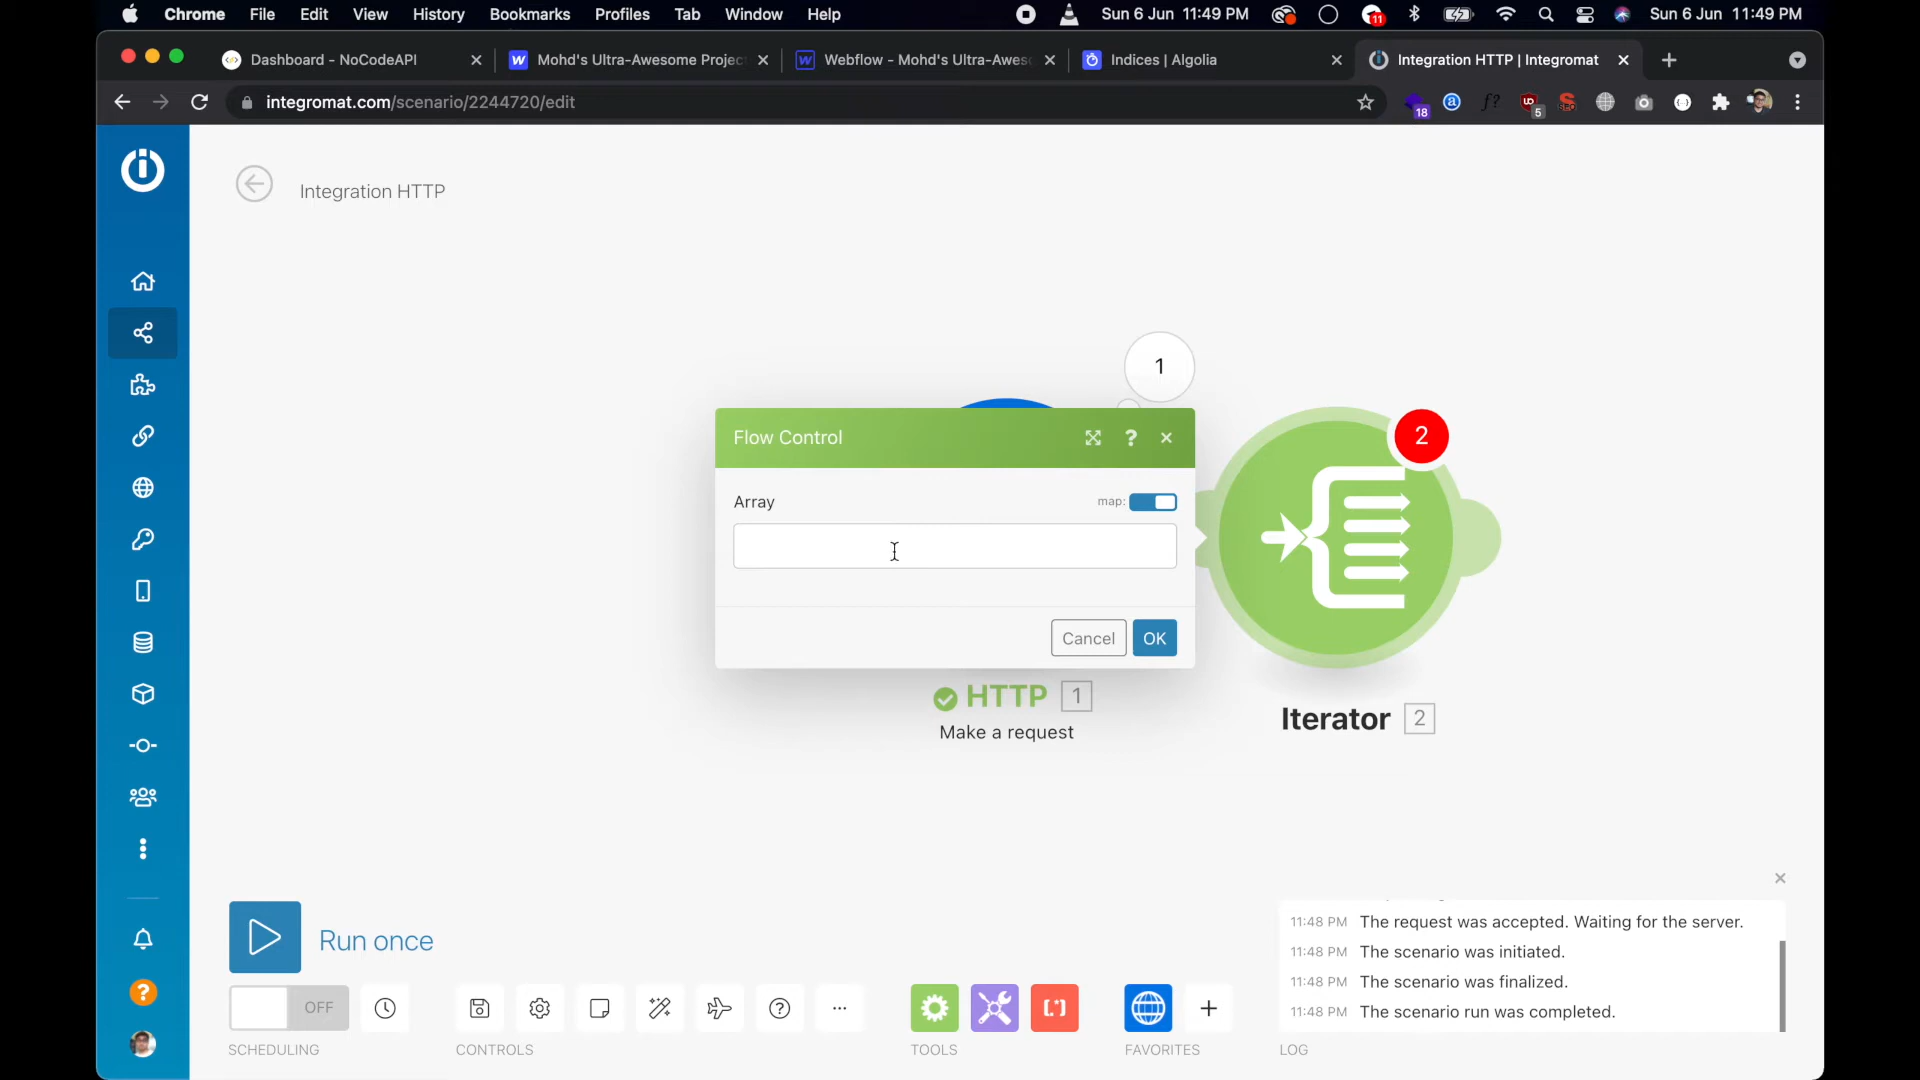 Chrome File Edit View History Bookmarks Profiles Tab Window Help Sun 6 Jun 11:49 PM 11 Sun 6 Jun 11:49 PM
Dashboard - NoCodeAPI Mohd's Ultra-Awesome Projec Webflow - Mohd's Ultra-Awes Indices | Algolia Integration HTTP | Integromat
integromat.com/scenario/2244720/edit 18 a f? 5 SEO
Integration HTTP
1
Flow Control ?
2
Array map:
Cancel OK
HTTP 1
Make a request
Iterator 2
Run once
11:48 PM The request was accepted. Waiting for the server.
11:48 PM The scenario was initiated.
11:48 PM The scenario was finalized.
11:48 PM The scenario run was completed.
OFF
SCHEDULING CONTROLS TOOLS FAVORITES LOG